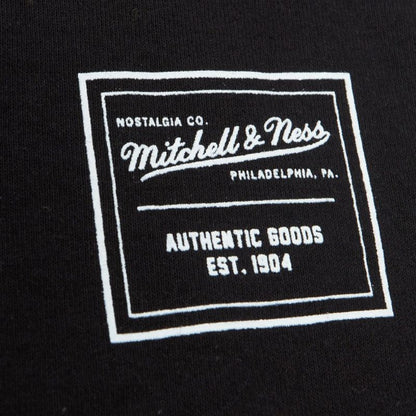 NOSTALGIA CO.
Mitchell & Ness
PHILADELPHIA, PA.
AUTHENTIC GOODS
EST. 1904